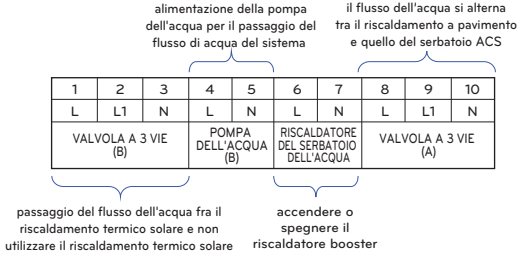 alimentazione della pompa
dell'acqua per il passaggio del
flusso di acqua del sistema
il flusso dell'acqua si alterna
tra il riscaldamento a pavimento
e quello del serbatoio ACS
1 2 3 4 5 6 7 8 9 10
L L1 N L N L N L L1 N
VALVOLA A 3 VIE
(B)
POMPA
DELL'ACQUA
(B)
RISCALDATORE
DEL SERBATOIO
DELL'ACQUA
VALVOLA A 3 VIE
(A)
passaggio del flusso dell'acqua fra il
riscaldamento termico solare e non
utilizzare il riscaldamento termico solare
accendere o
spegnere il
riscaldatore booster